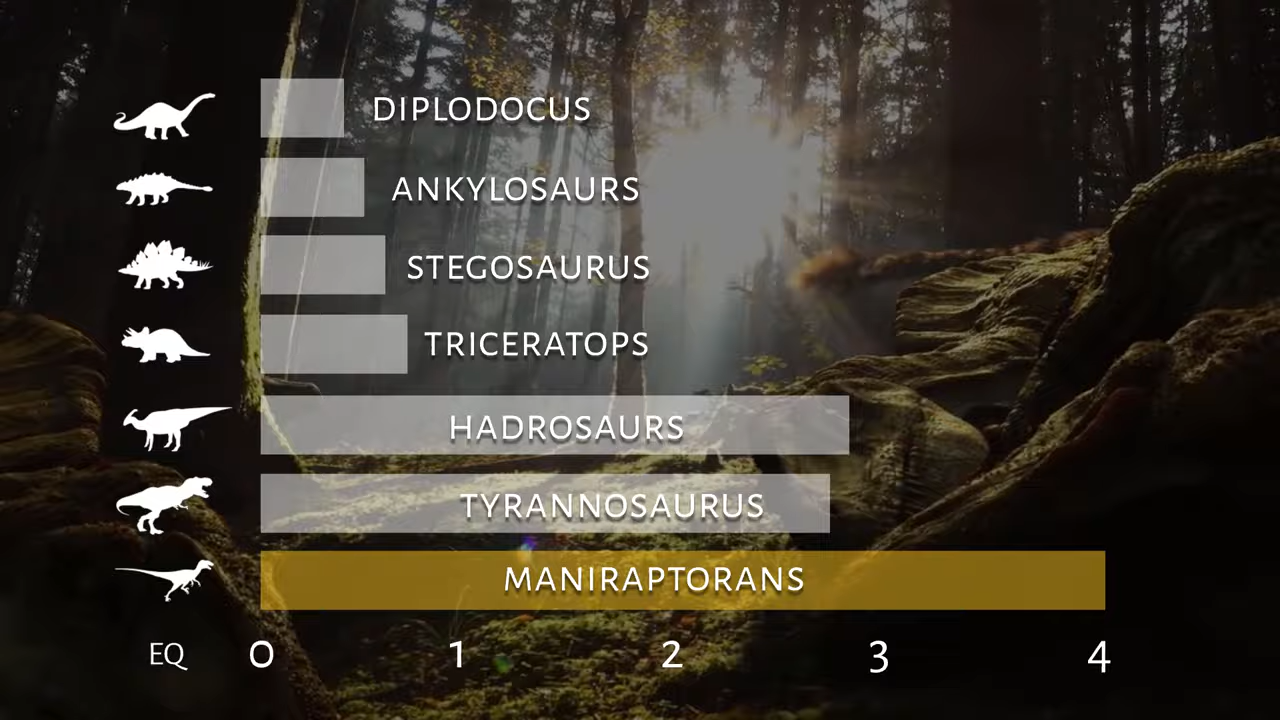 DIPLODOCUS
ANKYLOSAURS
STEGOSAURUS
TRICERATOPS
HADROSAURS
TYRANNOSAURUS
MANIRAPTORANS
EQ 0 1 2 3 4